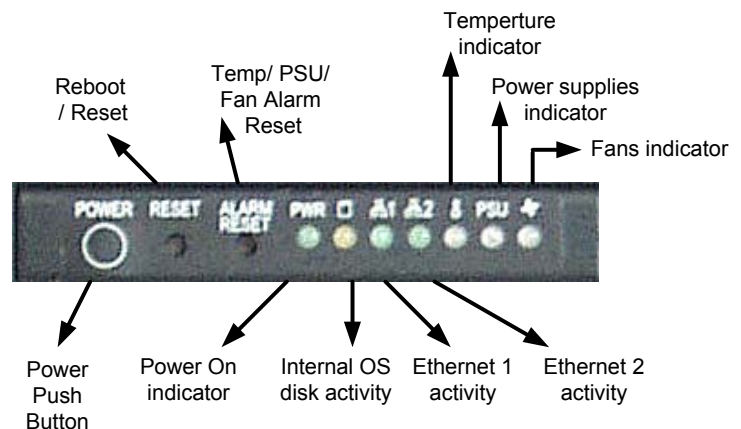 Temperture
indicator
Reboot
/ Reset
Temp/ PSU/
Fan Alarm
Reset
Power supplies
indicator
Fans indicator
POWER RESET ALARM RESET PWR 1 2 PSU
Power
Push
Button
Power On
indicator
Internal OS
disk activity
Ethernet 1
activity
Ethernet 2
activity